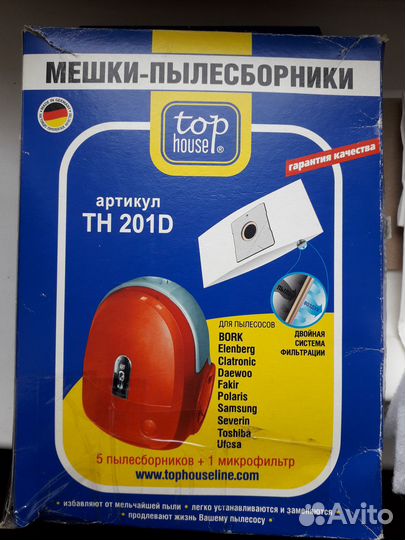 МЕШКИ-ПЫЛЕСБОРНИКИ
top
house®
гарантия качества
артикул
TH 201D
ДЛЯ ПЫЛЕСОСОВ
BORK
Elenberg
Clatronic
Daewoo
Fakir
Polaris
Samsung
Severin
Toshiba
Ufesa
ДВОЙНАЯ
СИСТЕМА
ФИЛЬТРАЦИИ
5 пылесборников + 1 микрофильтр
www.tophouseline.com
• избавляют от мельчайшей пыли • легко устанавливаются и заменяются •
• продлевают жизнь Вашему пылесосу •
Avito